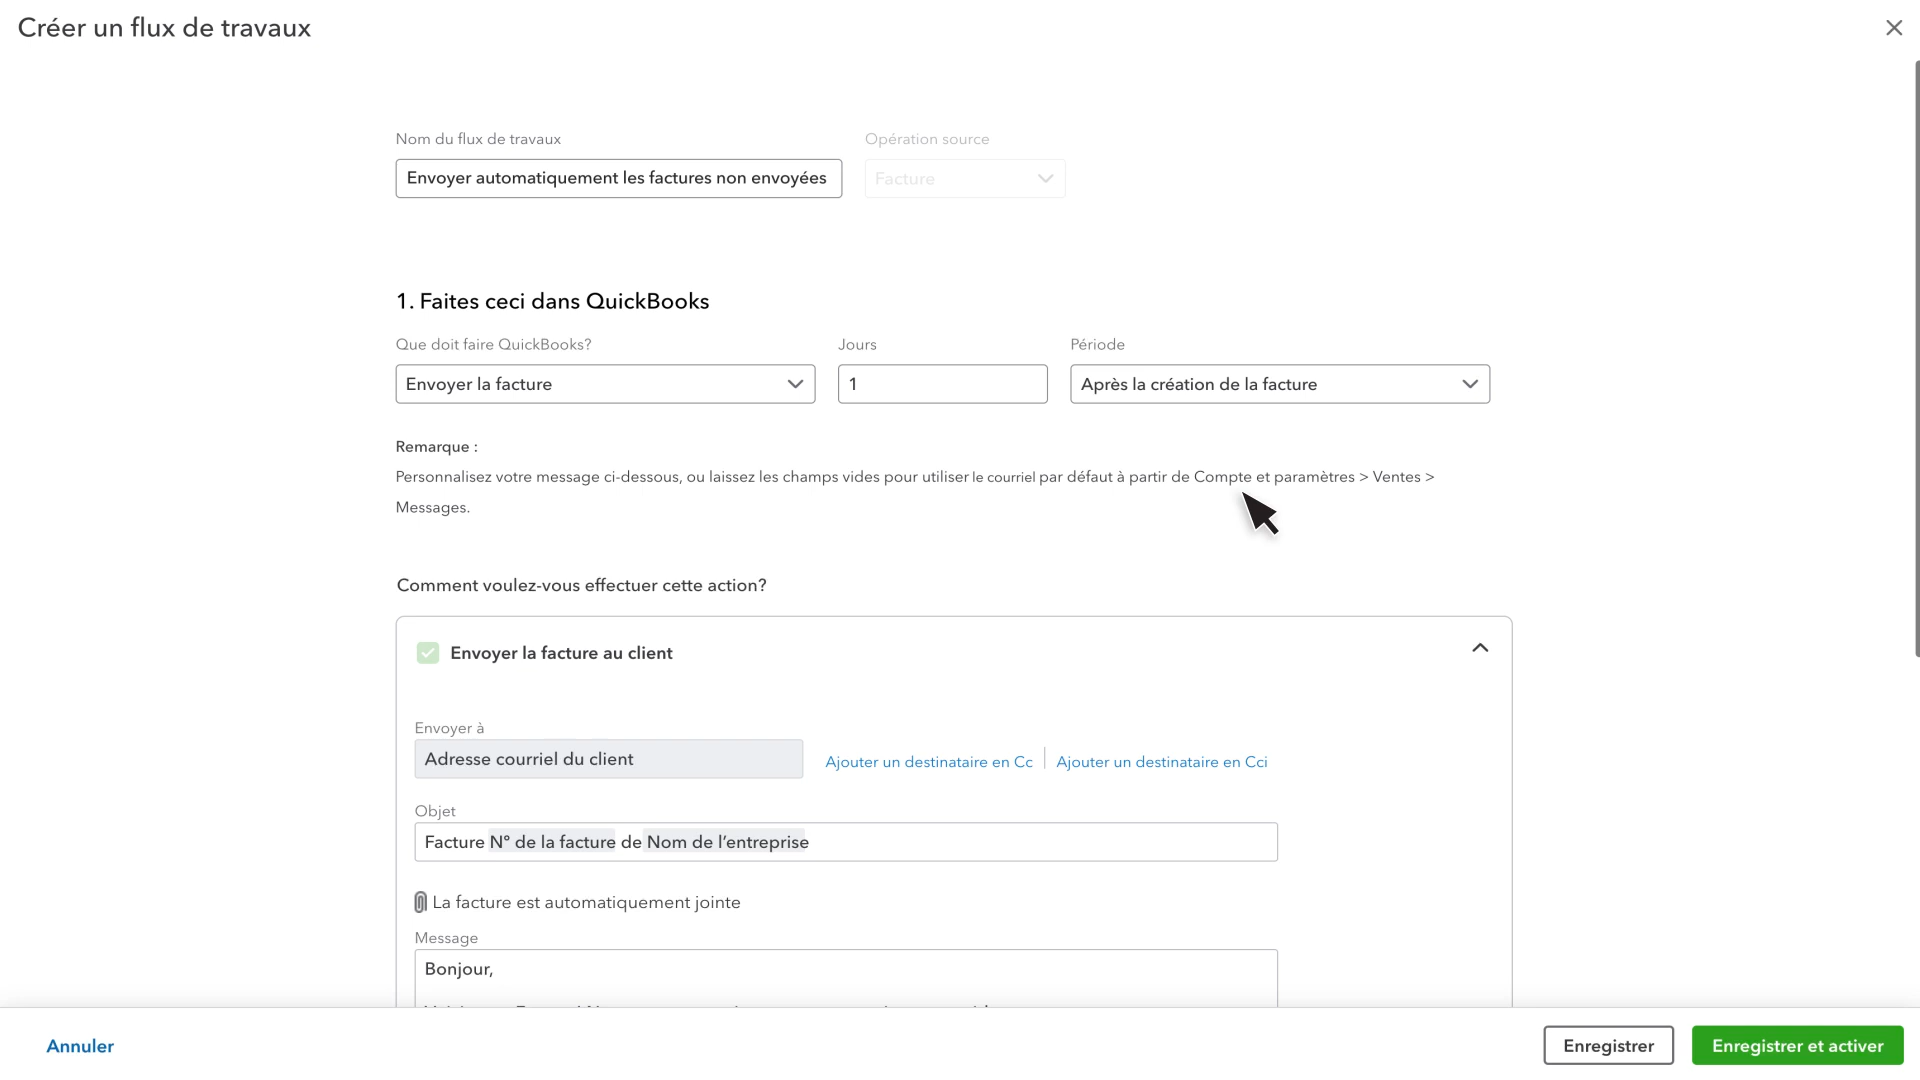 Créer un flux de travaux
Nom du flux de travaux
Opération source
Envoyer automatiquement les factures non envoyées
Facture
1. Faites ceci dans QuickBooks
Que doit faire QuickBooks?
Jours
Période
Envoyer la facture
1
Après la création de la facture
Remarque :
Personnalisez votre message ci-dessous, ou laissez les champs vides pour utiliser le courriel par défaut à partir de Compte et paramètres > Ventes >
Messages.
Comment voulez-vous effectuer cette action?
Envoyer la facture au client
Envoyer à
Adresse courriel du client
Ajouter un destinataire en Cc
Ajouter un destinataire en Cci
Objet
Facture N° de la facture de Nom de l’entreprise
La facture est automatiquement jointe
Message
Bonjour,
Annuler
Enregistrer
Enregistrer et activer